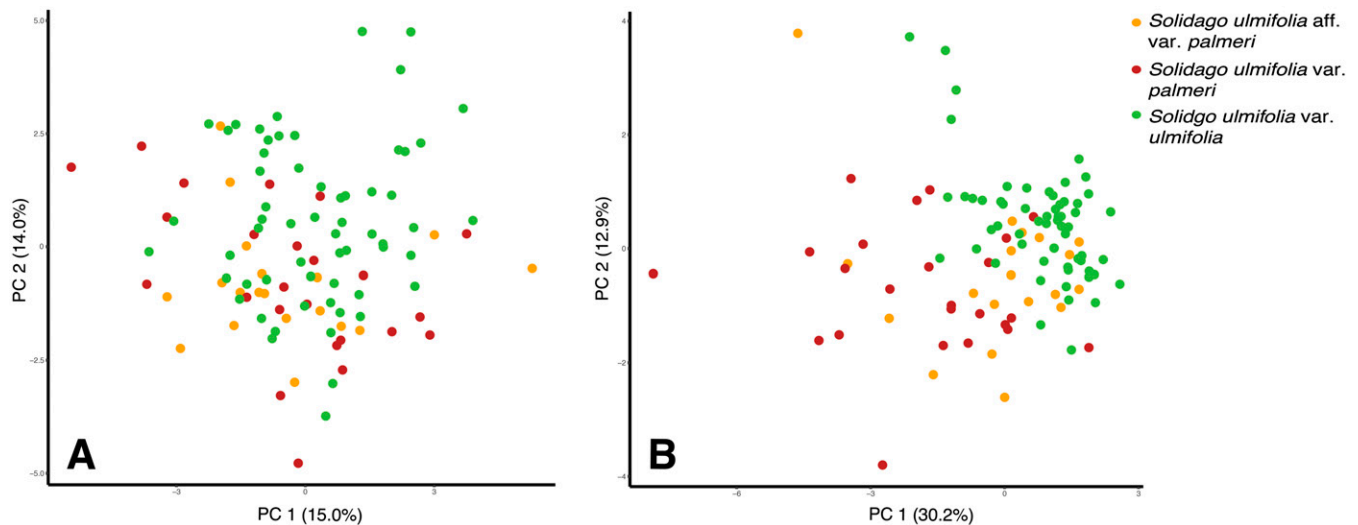 5.0
2.5
0
−2.5
−5.0
−3
0
3
PC 2 (14.0%)
PC 1 (15.0%)
A
4
2
0
−2
−4
−6
−3
0
3
PC 2 (12.9%)
PC 1 (30.2%)
B
Solidago ulmifolia aff.
var. palmeri
Solidago ulmifolia var.
palmeri
Solidgo ulmifolia var.
ulmifolia